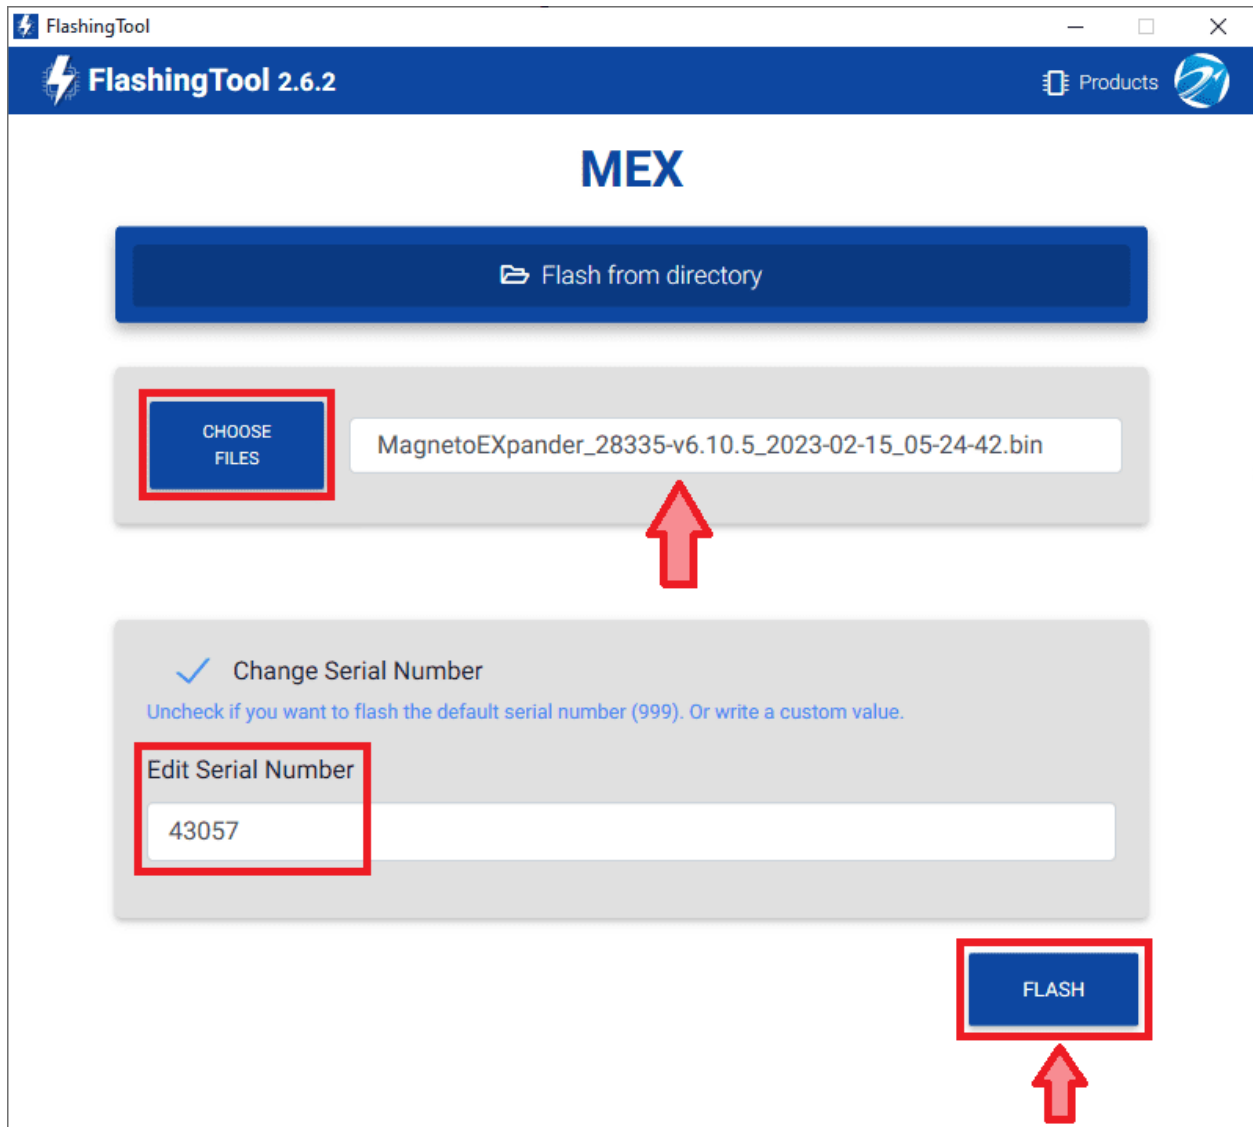 FlashingTool
FlashingTool 2.6.2
Products
MEX
Flash from directory
CHOOSE
FILES
MagnetoEXpander_28335-v6.10.5_2023-02-15_05-24-42.bin
Change Serial Number
Uncheck if you want to flash the default serial number (999). Or write a custom value.
Edit Serial Number
43057
FLASH